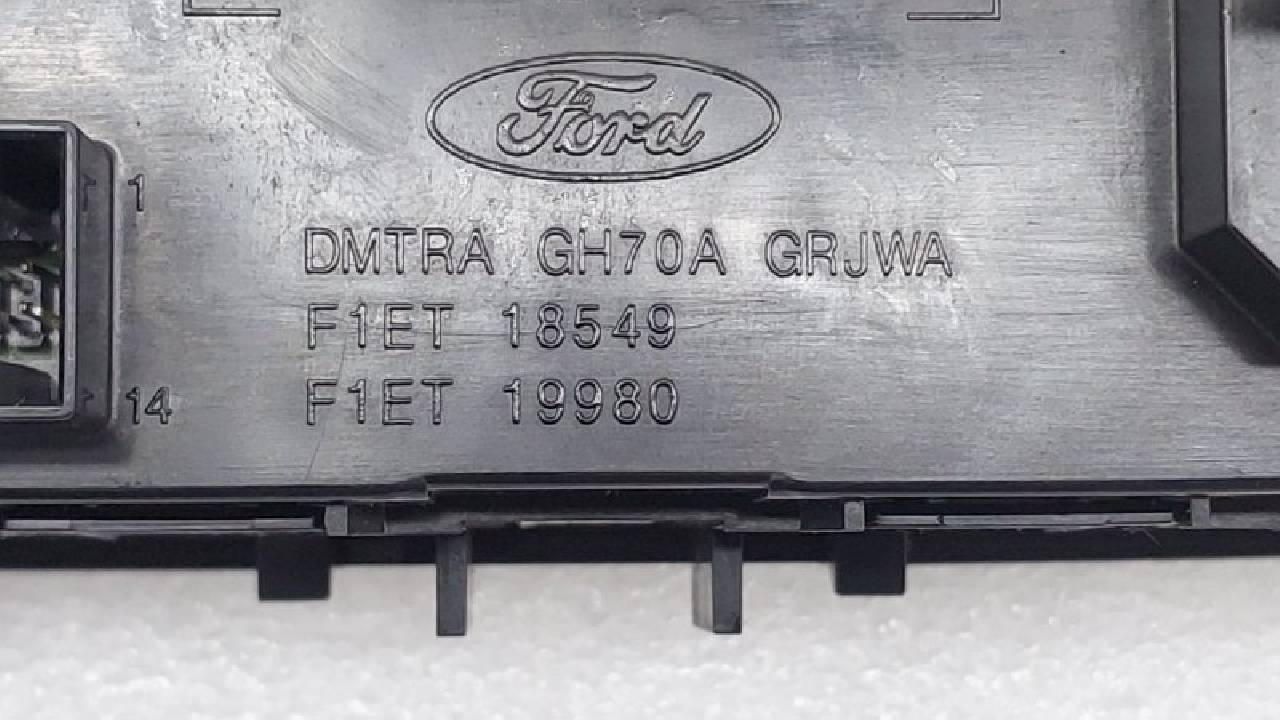 Ford
1
DMTRA GH70A GRJWA
F1ET 18549
F1ET 19980
14